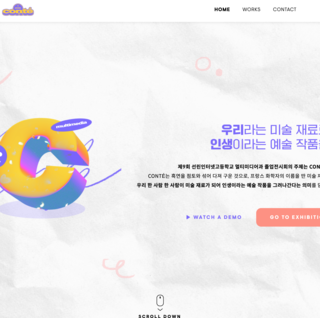 CONTÉ
HOME WORKS CONTACT
우리라는 미술 재료
인생이라는 예술 작품
제9회 선린인터넷고등학교 멀티미디어과 졸업전시회의 주제는 CON
CONTÉ는 흑연을 점토와 섞어 다져 구운 것으로, 프랑스 화학자의 이름을 딴 미술
우리 한 사람 한 사람이 미술 재료가 되어 인생이라는 예술 작품을 그려나간다는 의미를
▶ WATCH A DEMO
GO TO EXHIBITI
SCROLL DOWN